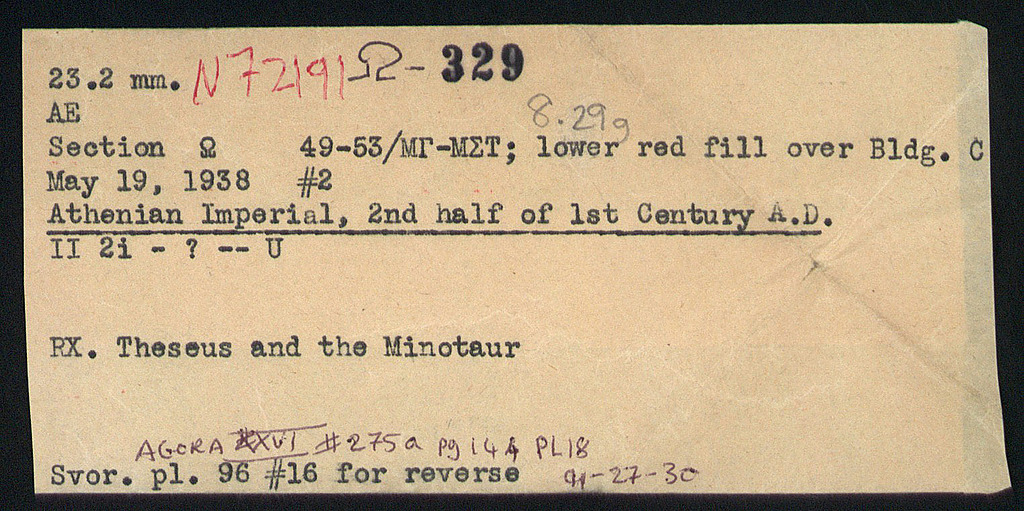 23.2 mm. N72191 Ω-329
AE 8.29g
Section Ω 49-53/ΜΓ-ΜΣΤ; lower red fill over Bldg. C
May 19, 1938 #2
Athenian Imperial, 2nd half of 1st Century A.D.
II 2i - ? -- U
RX. Theseus and the Minotaur
AGORA XXVI #275a pg 144 PL18
Svor. pl. 96 #16 for reverse 91-27-30